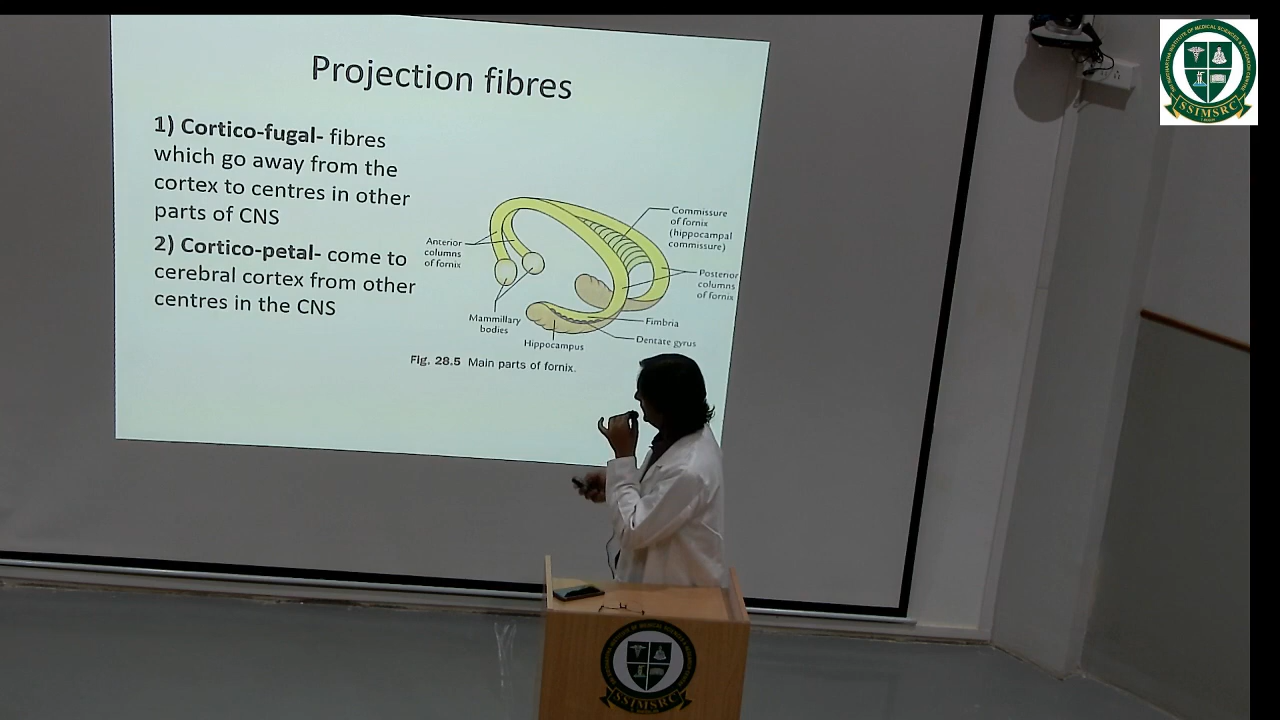 Projection fibres
1) Cortico-fugal- fibres
which go away from the
cortex to centres in other
parts of CNS
2) Cortico-petal- come to
cerebral cortex from other
centres in the CNS
Commissure
of fornix
(hippocampal
commissure)
Anterior
columns
of fornix
Posterior
columns
of fornix
Mammillary
bodies
Fimbria
Hippocampus
Dentate gyrus
Fig. 28.5 Main parts of fornix.
SSIMSRC
SSIMSRC